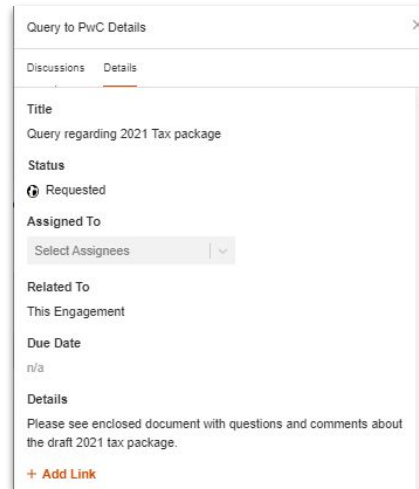 Query to PwC Details
Discussions Details
Title
Query regarding 2021 Tax package
Status
Requested
Assigned To
Select Assignees
Related To
This Engagement
Due Date
n/a
Details
Please see enclosed document with questions and comments about
the draft 2021 tax package.
+ Add Link